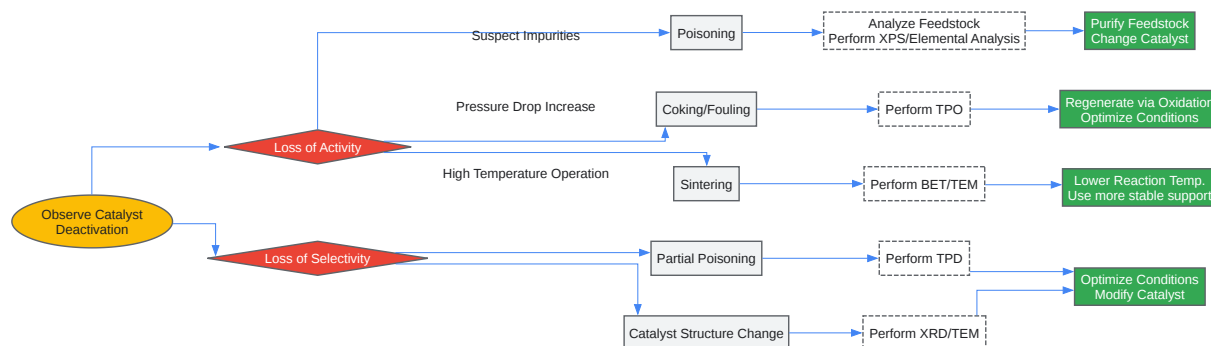 Suspect Impurities
Poisoning
Analyze Feedstock
Perform XPS/Elemental Analysis
Purify Feedstock
Change Catalyst
Pressure Drop Increase
Coking/Fouling
Perform TPO
Regenerate via Oxidation
Optimize Conditions
Loss of Activity
High Temperature Operation
Sintering
Perform BET/TEM
Lower Reaction Temp.
Use more stable support
Observe Catalyst
Deactivation
Loss of Selectivity
Partial Poisoning
Perform TPD
Optimize Conditions
Modify Catalyst
Catalyst Structure Change
Perform XRD/TEM